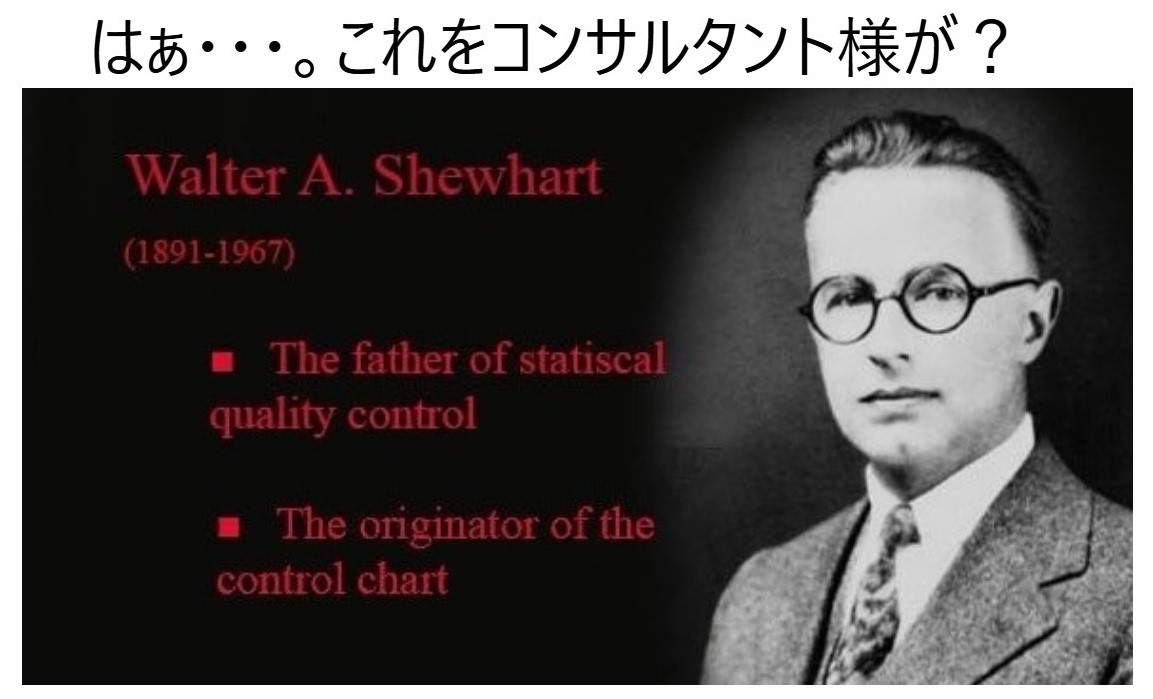 はぁ・・・。これをコンサルタント様が？
Walter A. Shewhart
(1891-1967)
■ The father of statiscal
quality control
■ The originator of the
control chart